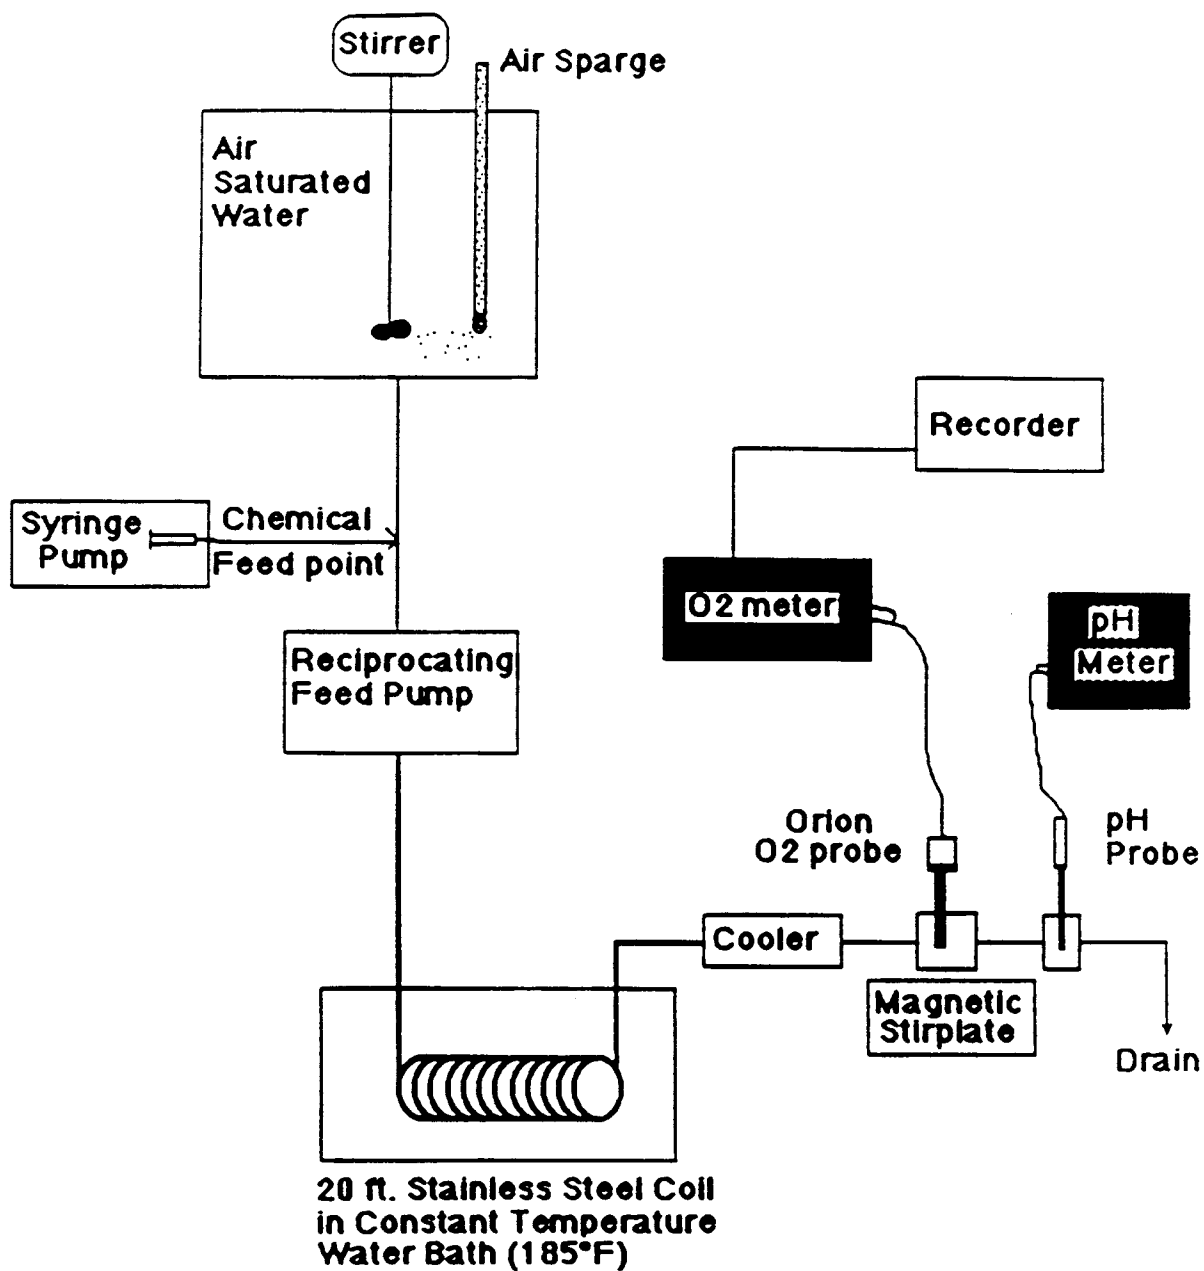 Stirrer
Air Sparge
Air
Saturated
Water
Recorder
Syringe
Pump
Chemical
Feed point
O2 meter
pH
Meter
Reciprocating
Feed Pump
Orion
O2 probe
pH
Probe
Cooler
Magnetic
Stirplate
Drain
20 ft. Stainless Steel Coil
in Constant Temperature
Water Bath (185°F)